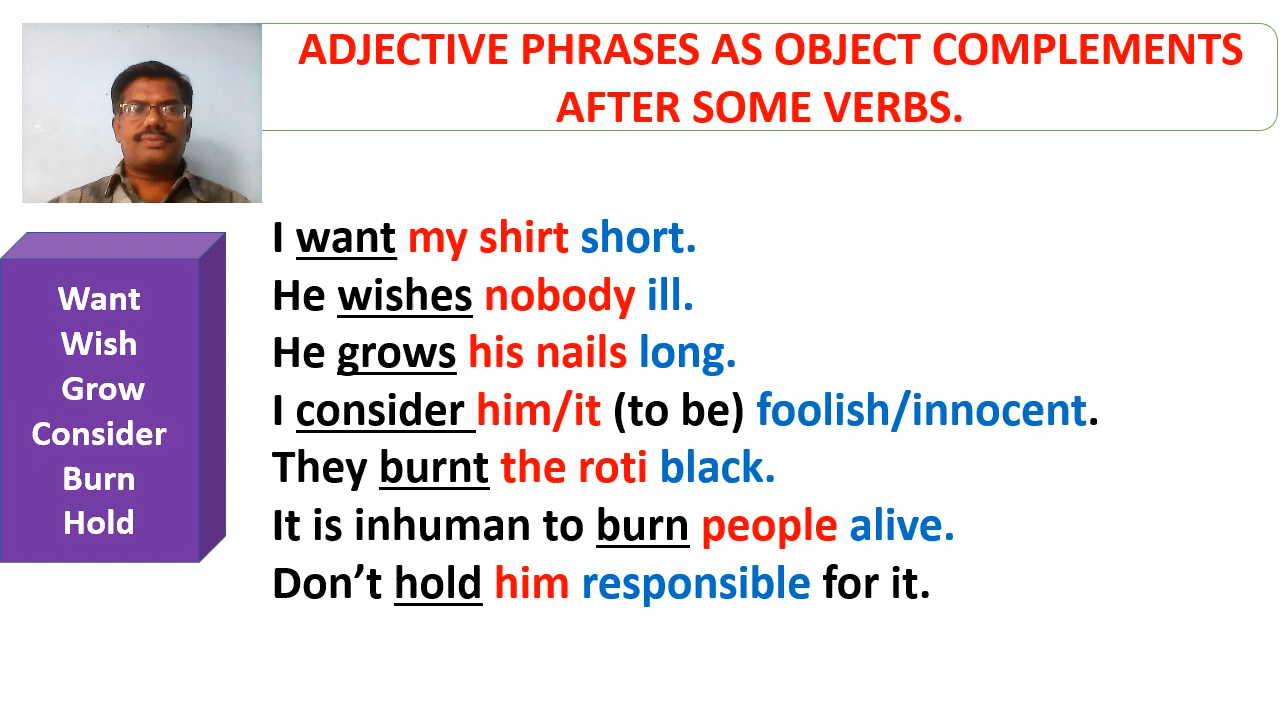 ADJECTIVE PHRASES AS OBJECT COMPLEMENTS
AFTER SOME VERBS.
Want
Wish
Grow
Consider
Burn
Hold
I want my shirt short.
He wishes nobody ill.
He grows his nails long.
I consider him/it (to be) foolish/innocent.
They burnt the roti black.
It is inhuman to burn people alive.
Don’t hold him responsible for it.